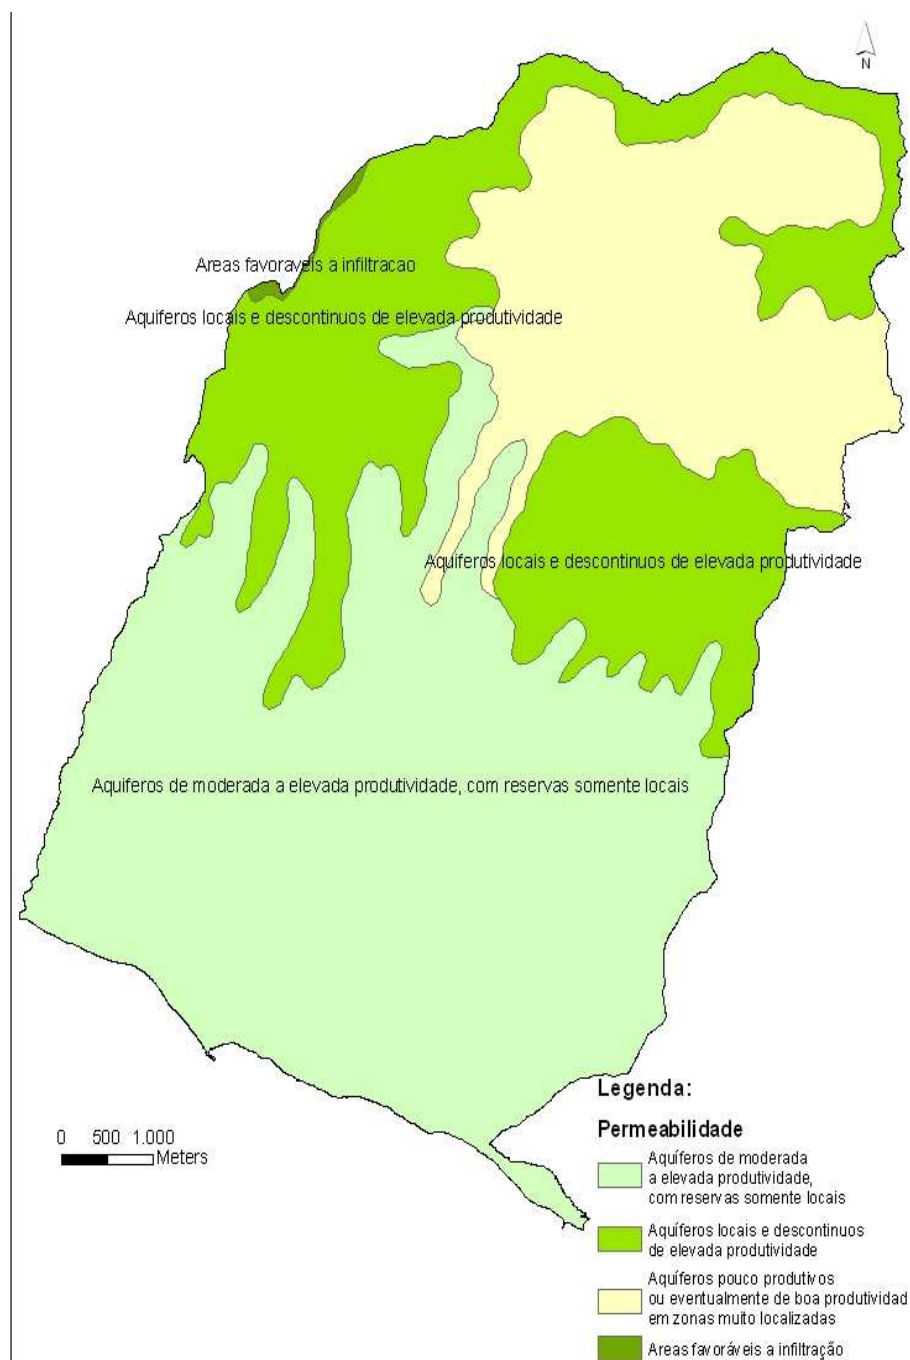 N
Areas favoraveis a infiltracao
Aquiferos locais e descontinuos de elevada produtividade
Aquiferos locais e descontinuos de elevada produtividade
Aquiferos de moderada a elevada produtividade, com reservas somente locais
Legenda:
Permeabilidade
0 500 1.000
Meters
Aquíferos de moderada
a elevada produtividade,
com reservas somente locais
Aquíferos locais e descontinuos
de elevada produtividade
Aquíferos pouco produtivos
ou eventualmente de boa produtividad
em zonas muito localizadas
Areas favoráveis a infiltração